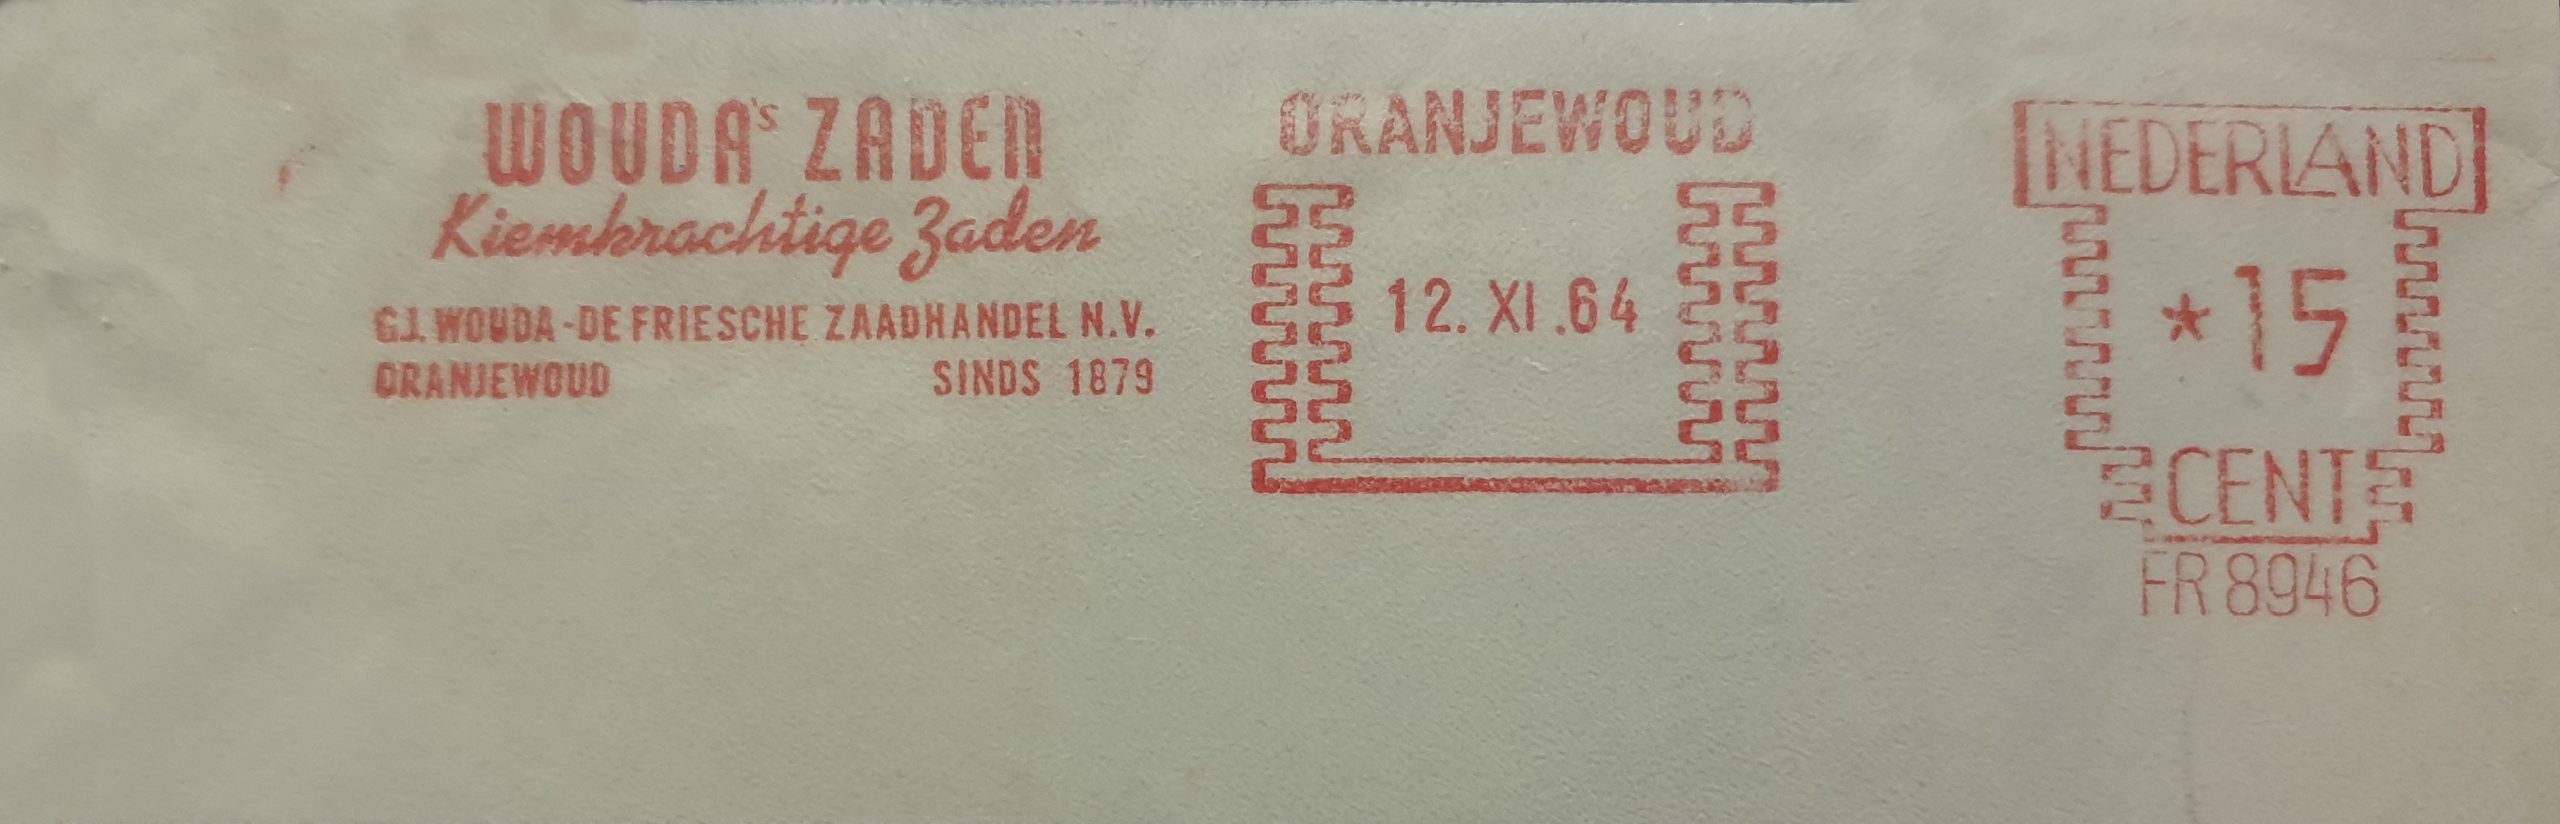 WOUDA's ZADEN
Kiemkrachtige Zaden
G.J. WOUDA - DE FRIESCHE ZAADHANDEL N.V.
ORANJEWOUD SINDS 1879
ORANJEWOUD
12. XI .64
NEDERLAND
*15
CENT
FR 8946